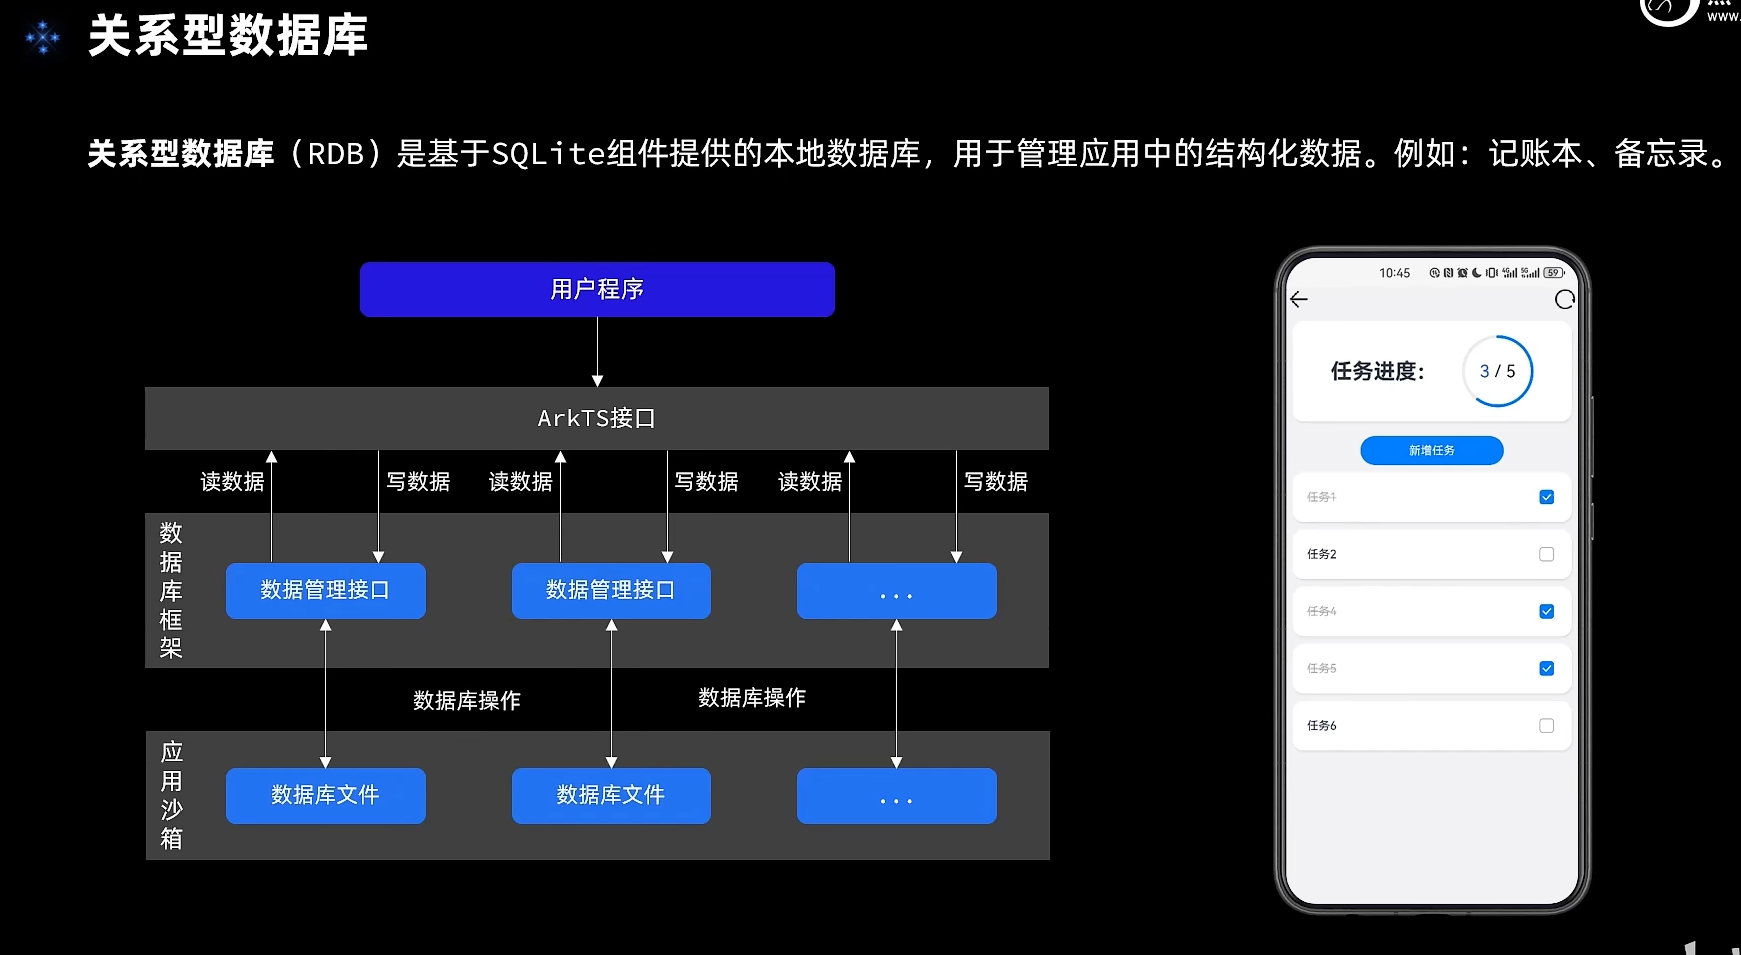 关系型数据库
www.
关系型数据库（RDB）是基于SQLite组件提供的本地数据库，用于管理应用中的结构化数据。例如：记账本、备忘录。
用户程序
ArkTS接口
读数据
写数据
读数据
写数据
读数据
写数据
数据库框架
数据管理接口
数据管理接口
...
数据库操作
数据库操作
应用沙箱
数据库文件
数据库文件
...
10:45
59
任务进度：
3 / 5
新增任务
任务1
任务2
任务4
任务5
任务6